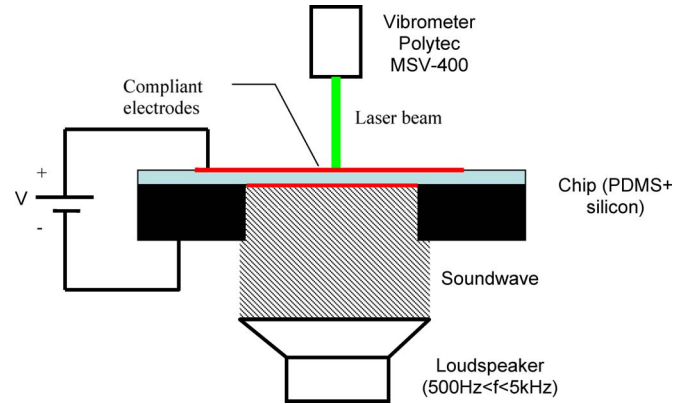 Vibrometer
Polytec
MSV-400
Compliant
electrodes
Laser beam
+
V
-
Chip (PDMS+
silicon)
Soundwave
Loudspeaker
(500Hz<f<5kHz)